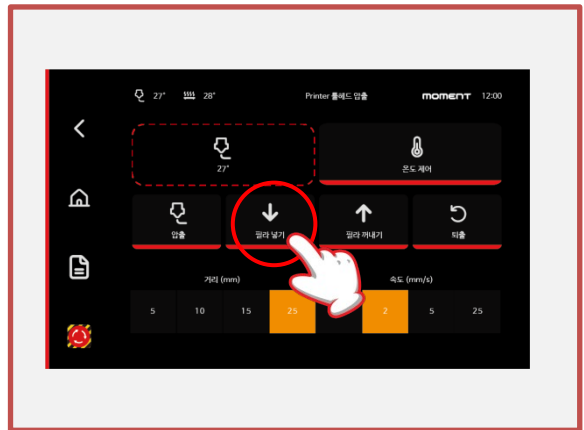 27° 28° Printer 툴헤드 압출 moment 12:00
27° 온도 제어
압출 필라 넣기 필라 꺼내기 퇴출
거리 (mm) 속도 (mm/s)
5 10 15 25 2 5 25